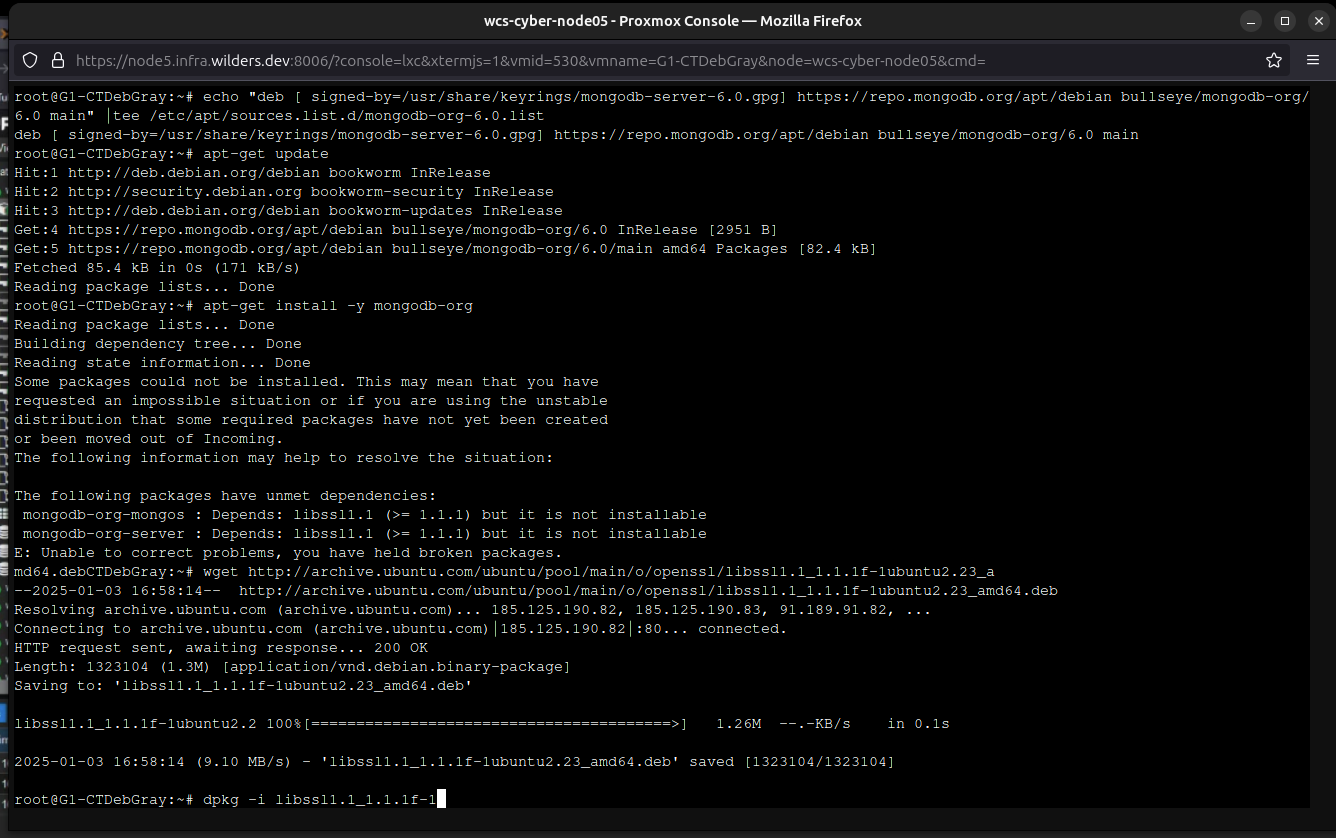 wcs-cyber-node05 - Proxmox Console — Mozilla Firefox
https://node5.infra.wilders.dev:8006/?console=lxc&xtermjs=1&vmid=530&vmname=G1-CTDebGray&node=wcs-cyber-node05&cmd=
root@G1-CTDebGray:~# echo "deb [ signed-by=/usr/share/keyrings/mongodb-server-6.0.gpg] https://repo.mongodb.org/apt/debian bullseye/mongodb-org/
6.0 main" |tee /etc/apt/sources.list.d/mongodb-org-6.0.list
deb [ signed-by=/usr/share/keyrings/mongodb-server-6.0.gpg] https://repo.mongodb.org/apt/debian bullseye/mongodb-org/6.0 main
root@G1-CTDebGray:~# apt-get update
Hit:1 http://deb.debian.org/debian bookworm InRelease
Hit:2 http://security.debian.org bookworm-security InRelease
Hit:3 http://deb.debian.org/debian bookworm-updates InRelease
Get:4 https://repo.mongodb.org/apt/debian bullseye/mongodb-org/6.0 InRelease [2951 B]
Get:5 https://repo.mongodb.org/apt/debian bullseye/mongodb-org/6.0/main amd64 Packages [82.4 kB]
Fetched 85.4 kB in 0s (171 kB/s)
Reading package lists... Done
root@G1-CTDebGray:~# apt-get install -y mongodb-org
Reading package lists... Done
Building dependency tree... Done
Reading state information... Done
Some packages could not be installed. This may mean that you have
requested an impossible situation or if you are using the unstable
distribution that some required packages have not yet been created
or been moved out of Incoming.
The following information may help to resolve the situation:
The following packages have unmet dependencies:
mongodb-org-mongos : Depends: libssl1.1 (>= 1.1.1) but it is not installable
mongodb-org-server : Depends: libssl1.1 (>= 1.1.1) but it is not installable
E: Unable to correct problems, you have held broken packages.
md64.debCTDebGray:~# wget http://archive.ubuntu.com/ubuntu/pool/main/o/openssl/libssl1.1_1.1.1f-1ubuntu2.23_a
--2025-01-03 16:58:14--  http://archive.ubuntu.com/ubuntu/pool/main/o/openssl/libssl1.1_1.1.1f-1ubuntu2.23_amd64.deb
Resolving archive.ubuntu.com (archive.ubuntu.com)... 185.125.190.82, 185.125.190.83, 91.189.91.82, ...
Connecting to archive.ubuntu.com (archive.ubuntu.com)|185.125.190.82|:80... connected.
HTTP request sent, awaiting response... 200 OK
Length: 1323104 (1.3M) [application/vnd.debian.binary-package]
Saving to: 'libssl1.1_1.1.1f-1ubuntu2.23_amd64.deb'
libssl1.1_1.1.1f-1ubuntu2.2 100%[========================================>]   1.26M  --.-KB/s    in 0.1s
2025-01-03 16:58:14 (9.10 MB/s) - 'libssl1.1_1.1.1f-1ubuntu2.23_amd64.deb' saved [1323104/1323104]
root@G1-CTDebGray:~# dpkg -i libssl1.1_1.1.1f-1